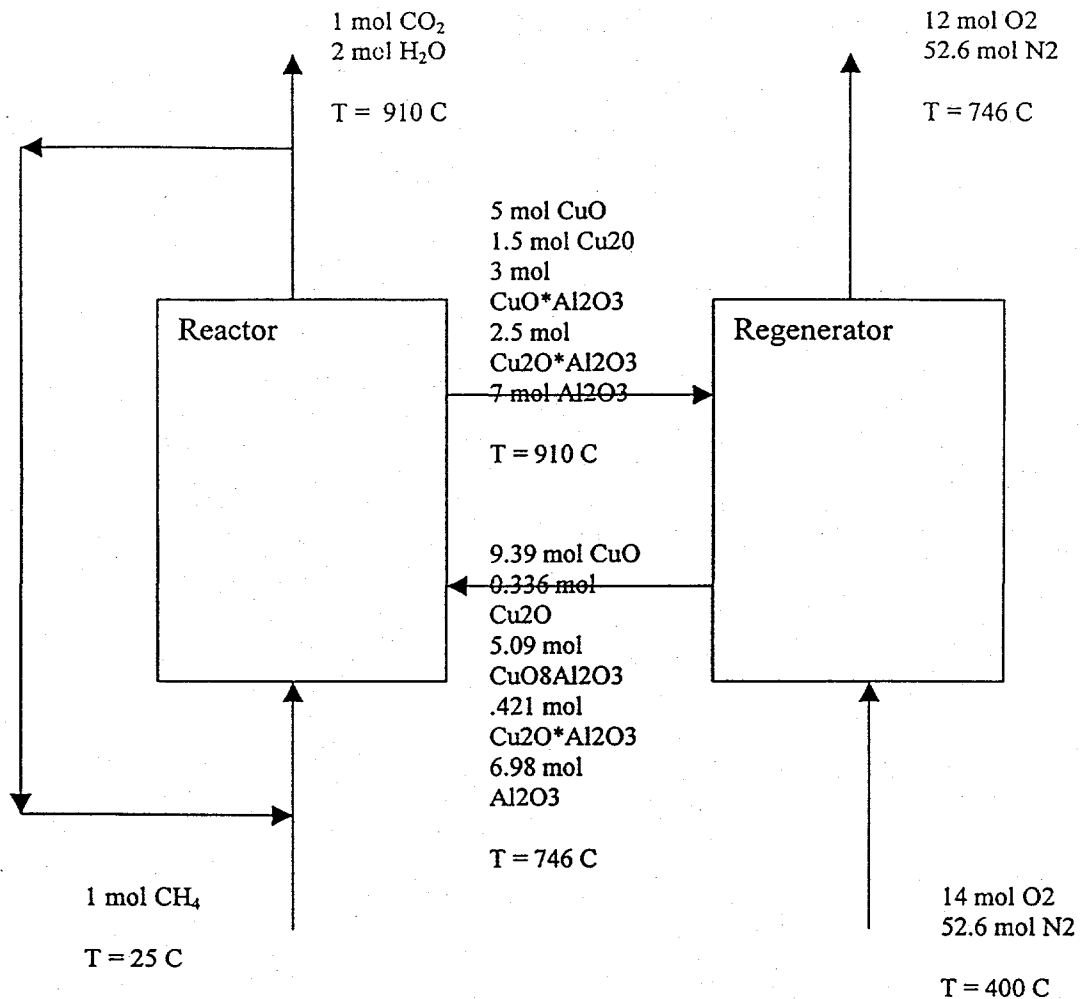 1 mol CO₂
2 mol H₂O
T = 910 C
12 mol O2
52.6 mol N2
T = 746 C
5 mol CuO
1.5 mol Cu20
3 mol
CuO*Al2O3
2.5 mol
Cu2O*Al2O3
7 mol Al2O3
T = 910 C
Reactor
Regenerator
9.39 mol CuO
0.336 mol
Cu2O
5.09 mol
CuO8Al2O3
.421 mol
Cu2O*Al2O3
6.98 mol
Al2O3
T = 746 C
1 mol CH₄
T = 25 C
14 mol O2
52.6 mol N2
T = 400 C